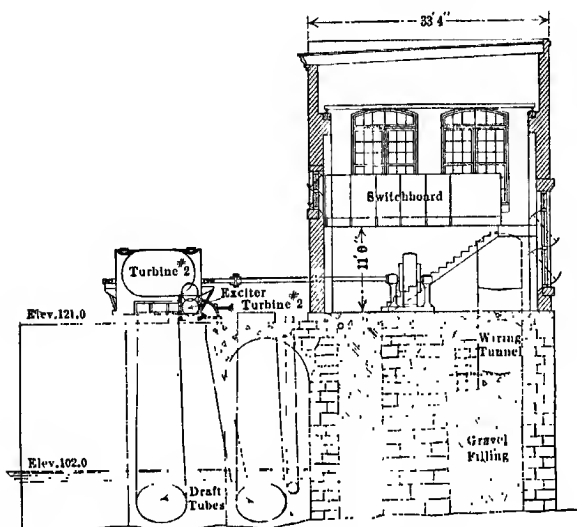 33'4"
Switchboard
11'6"
Turbine #2
Exciter
Turbine #2
Elev.121.0
Wiring
Tunnel
Elev.102.0
Gravel
Filling
Draft
Tubes